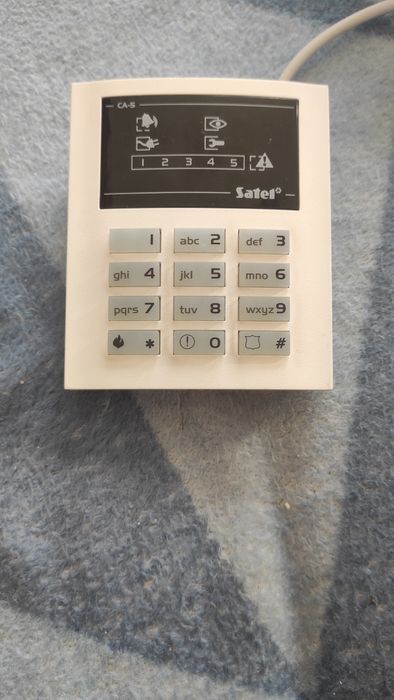 CA-5
1 2 3 4 5
Satel
1 abc 2 def 3
ghi 4 jkl 5 mno 6
pqrs 7 tuv 8 wxyz 9
* 0 #